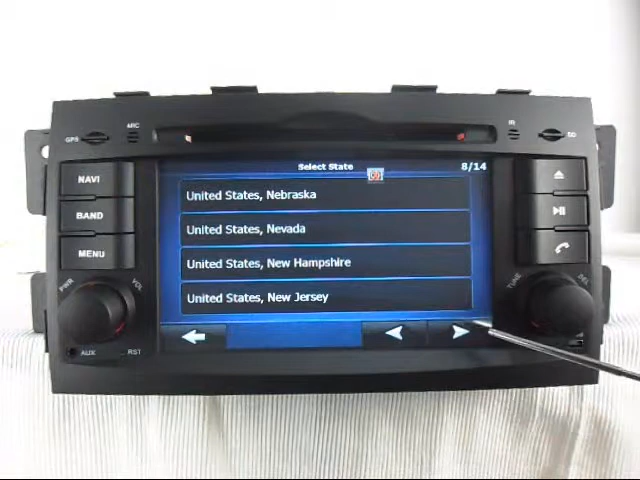 Select State
8/14
United States, Nebraska
United States, Nevada
United States, New Hampshire
United States, New Jersey
GPS
MIC
IR
SD
NAVI
BAND
MENU
PWR
VOL
TUNE
DEL
AUX
RST